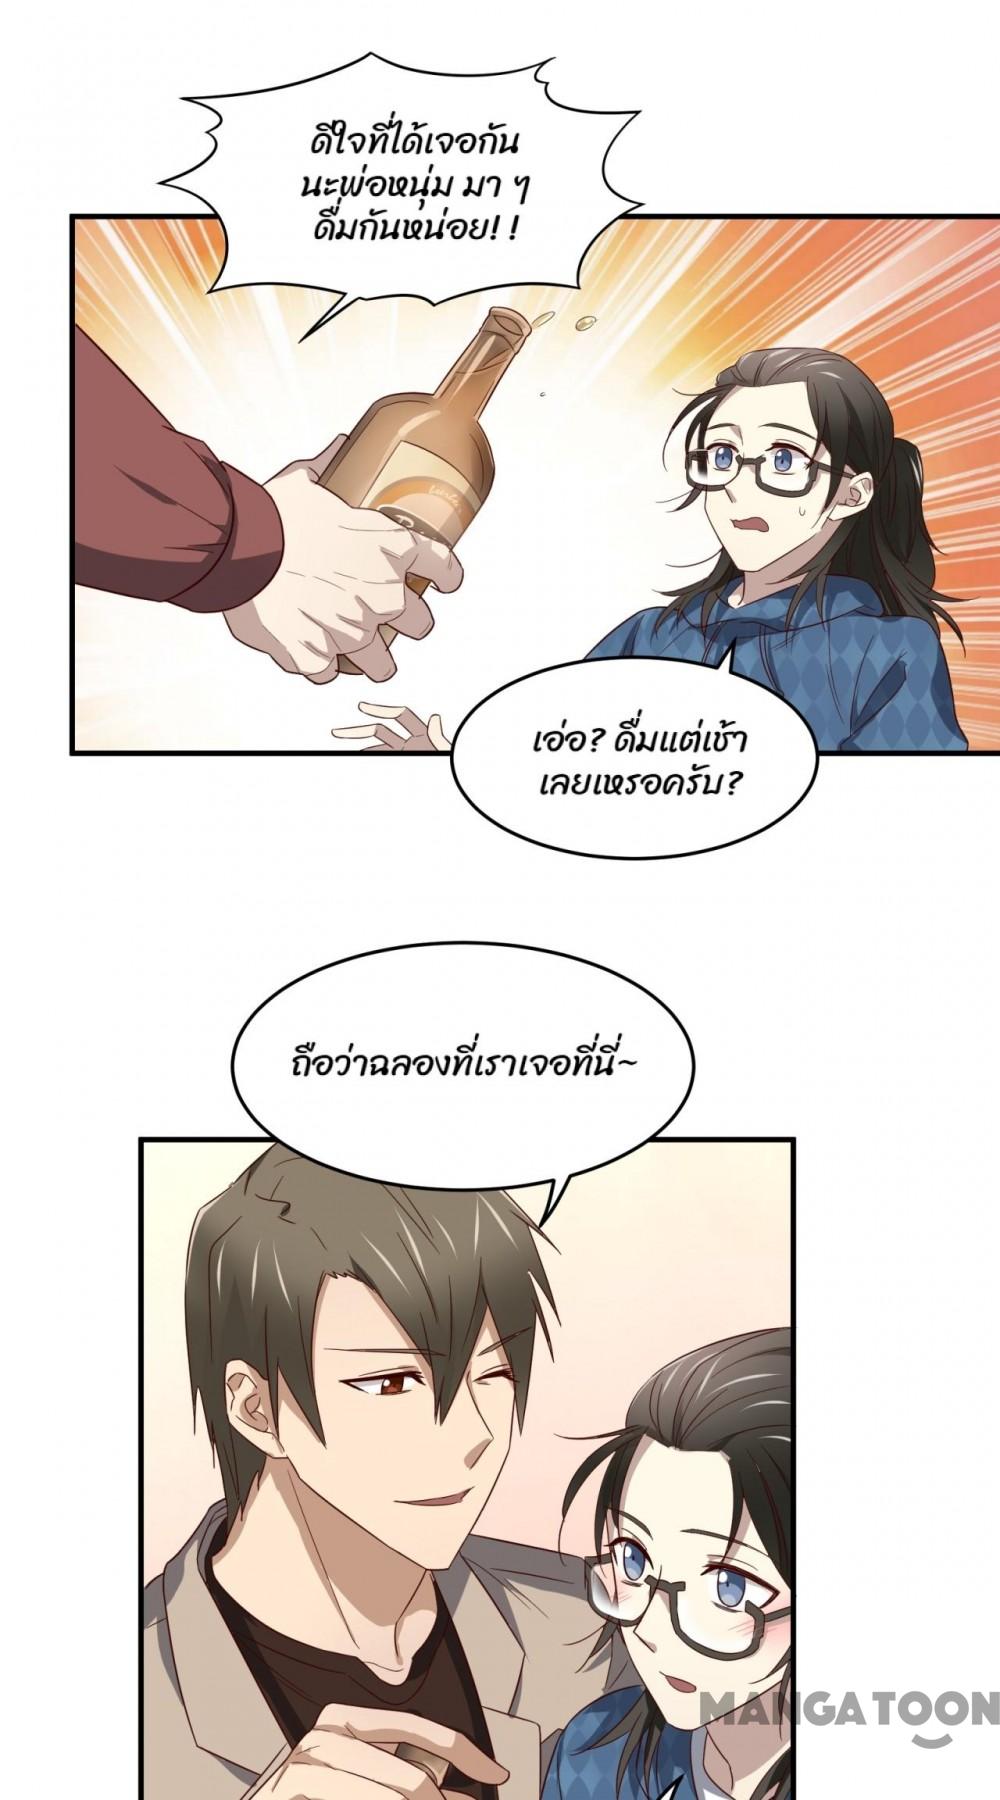 ดีใจที่ได้เจอกัน
นะพ่อหนุ่ม มา ๆ
ดื่มกันหน่อย! !
เอ่อ? ดื่มแต่เช้า
เลยเหรอครับ?
ถือว่าฉลองที่เราเจอที่นี่~
MANGATOON